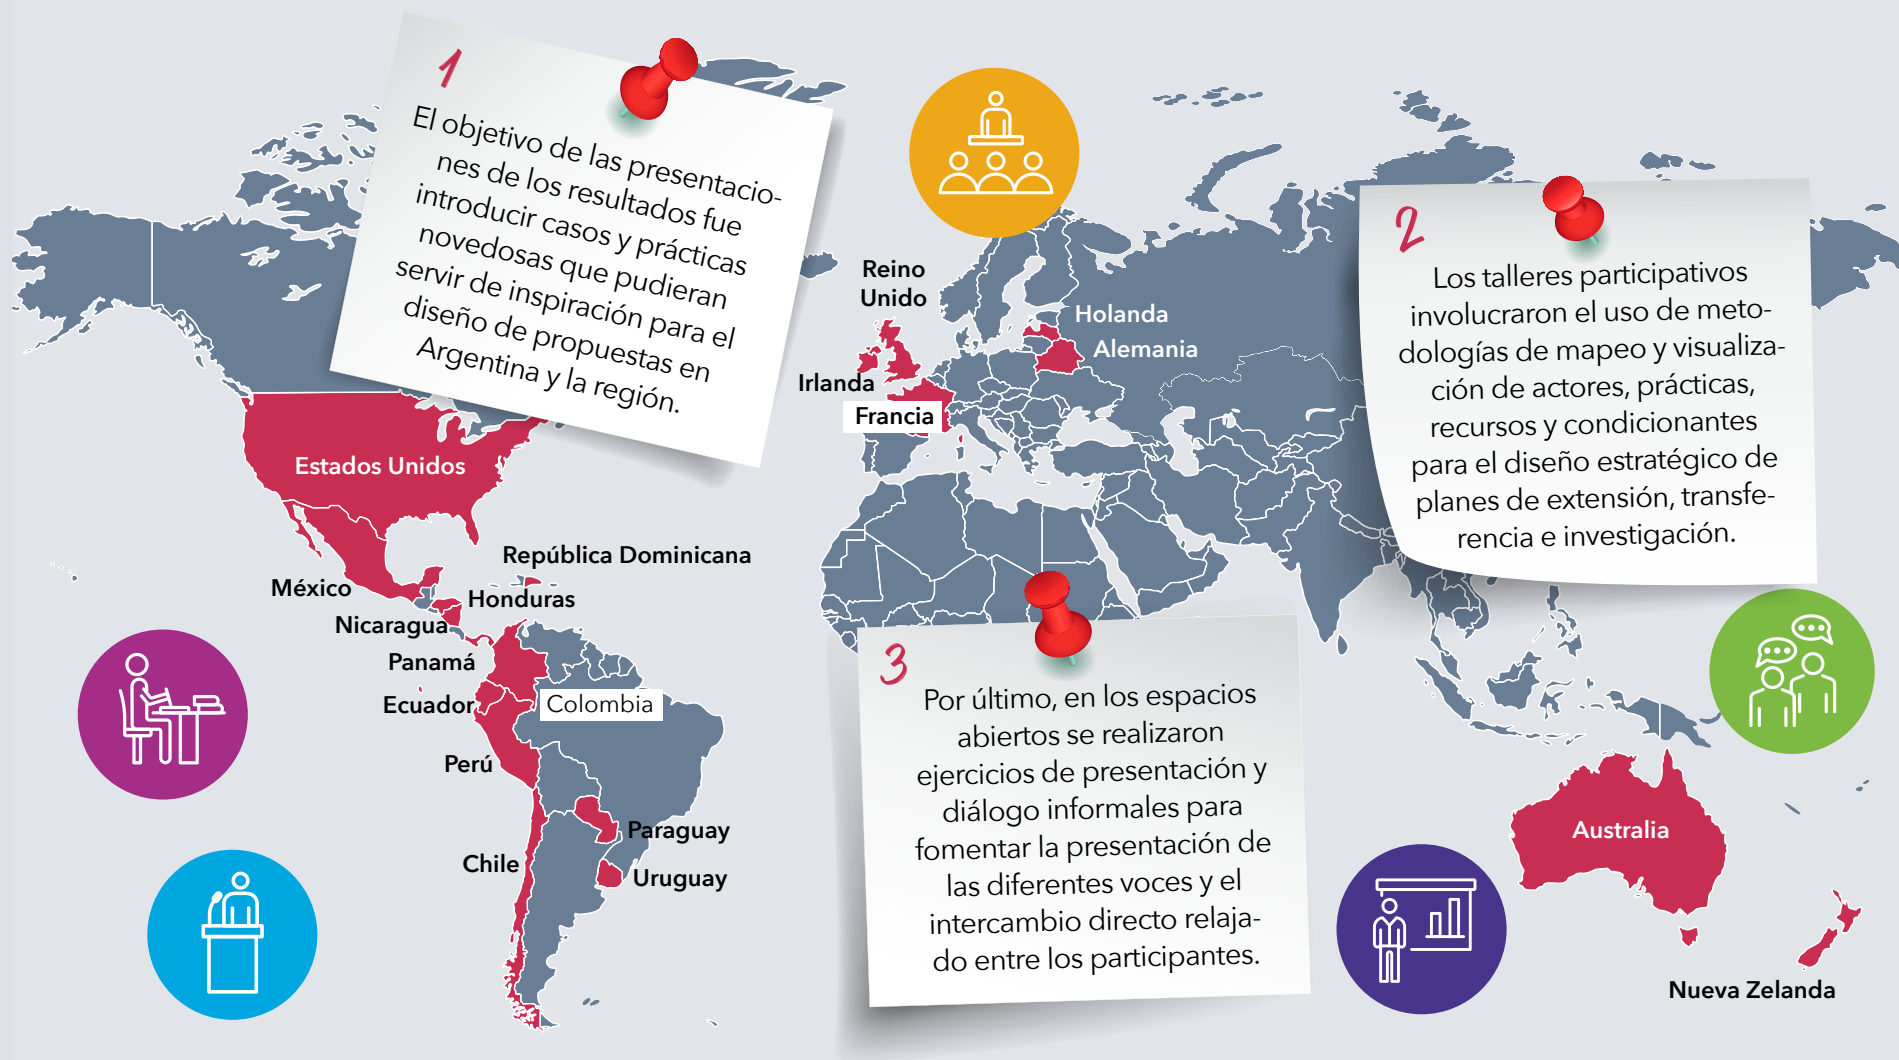 1
El objetivo de las presentacio-
nes de los resultados fue
introducir casos y prácticas
novedosas que pudieran
servir de inspiración para el
diseño de propuestas en
Argentina y la región.
2
Los talleres participativos
involucraron el uso de meto-
dologías de mapeo y visualiza-
ción de actores, prácticas,
recursos y condicionantes
para el diseño estratégico de
planes de extensión, transfe-
rencia e investigación.
Reino
Unido
Holanda
Alemania
Irlanda
Francia
Estados Unidos
República Dominicana
México
Honduras
Nicaragua
Panamá
Ecuador
Colombia
Perú
Paraguay
Chile
Uruguay
3
Por último, en los espacios
abiertos se realizaron
ejercicios de presentación y
diálogo informales para
fomentar la presentación de
las diferentes voces y el
intercambio directo relaja-
do entre los participantes.
Australia
Nueva Zelanda